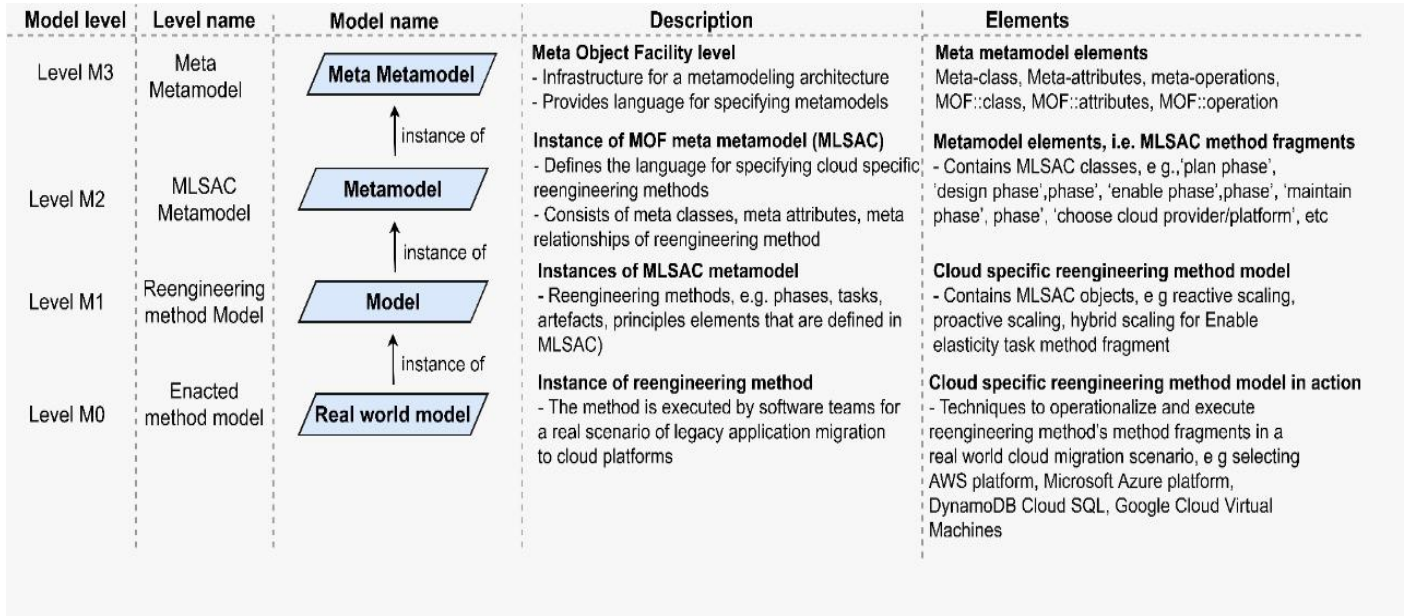 Model level Level name Model name Description Elements
Level M3
Meta
Metamodel
Meta Metamodel
Meta Object Facility level
- Infrastructure for a metamodeling architecture
- Provides language for specifying metamodels
Meta metamodel elements
Meta-class, Meta-attributes, meta-operations,
MOF::class, MOF::attributes, MOF::operation
instance of
Level M2
MLSAC
Metamodel
Metamodel
Instance of MOF meta metamodel (MLSAC)
- Defines the language for specifying cloud specific
reengineering methods
- Consists of meta classes, meta attributes, meta
relationships of reengineering method
Metamodel elements, i.e. MLSAC method fragments
- Contains MLSAC classes, e g.,‘plan phase’,
‘design phase’,phase’, ‘enable phase’,phase’, ‘maintain
phase’, phase’, ‘choose cloud provider/platform’, etc
instance of
Level M1
Reengineering
method Model
Model
Instances of MLSAC metamodel
- Reengineering methods, e.g. phases, tasks,
artefacts, principles elements that are defined in
MLSAC)
Cloud specific reengineering method model
- Contains MLSAC objects, e g reactive scaling,
proactive scaling, hybrid scaling for Enable
elasticity task method fragment
instance of
Level M0
Enacted
method model
Real world model
Instance of reengineering method
- The method is executed by software teams for
a real scenario of legacy application migration
to cloud platforms
Cloud specific reengineering method model in action
- Techniques to operationalize and execute
reengineering method’s method fragments in a
real world cloud migration scenario, e g selecting
AWS platform, Microsoft Azure platform,
DynamoDB Cloud SQL, Google Cloud Virtual
Machines